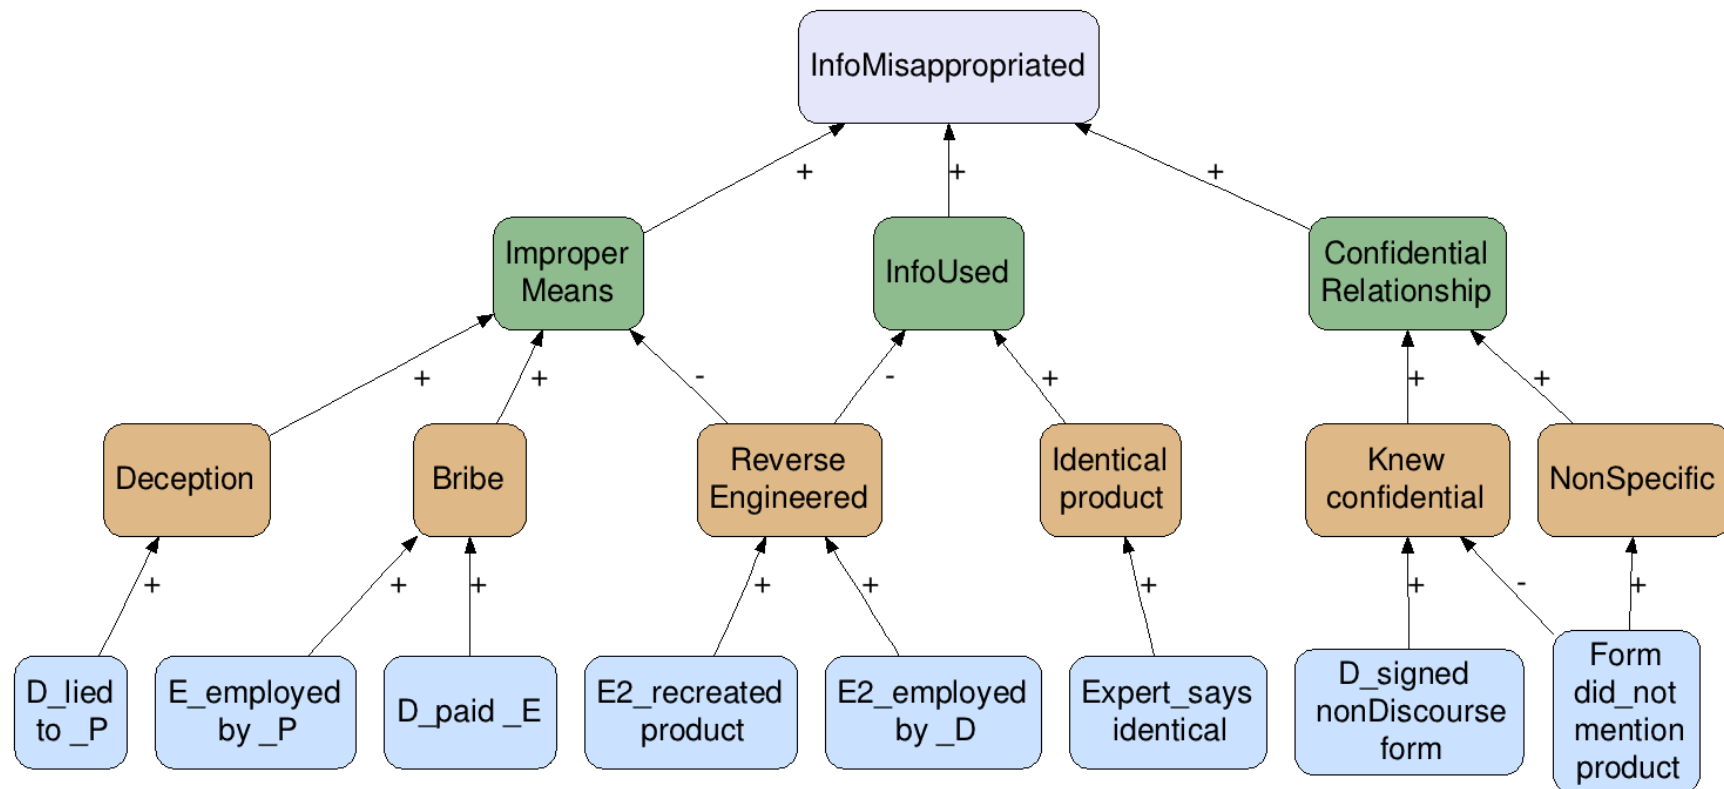 InfoMisappropriated
+
+
+
Improper
Means
InfoUsed
Confidential
Relationship
+
+
-
-
+
+
+
Deception
Bribe
Reverse
Engineered
Identical
product
Knew
confidential
NonSpecific
+
+
+
+
+
+
+
-
+
D_lied
to _P
E_employed
by _P
D_paid _E
E2_recreated
product
E2_employed
by _D
Expert_says
identical
D_signed
nonDiscourse
form
Form
did_not
mention
product